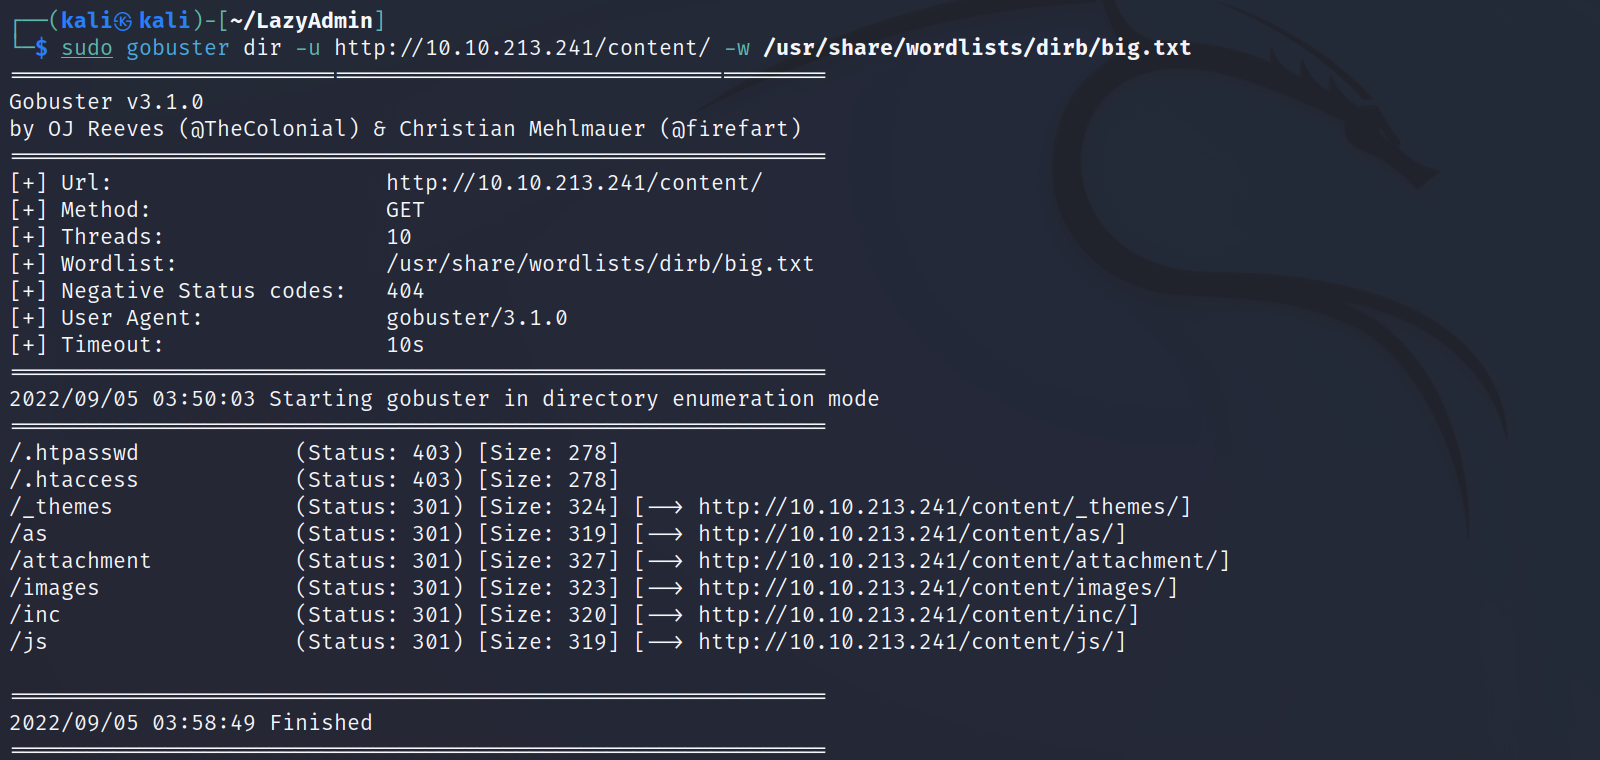 ┌──(kali㉿kali)-[~/LazyAdmin]
└─$ sudo gobuster dir -u http://10.10.213.241/content/ -w /usr/share/wordlists/dirb/big.txt
===============================================================
Gobuster v3.1.0
by OJ Reeves (@TheColonial) & Christian Mehlmauer (@firefart)
===============================================================
[+] Url:                     http://10.10.213.241/content/
[+] Method:                  GET
[+] Threads:                 10
[+] Wordlist:                /usr/share/wordlists/dirb/big.txt
[+] Negative Status codes:   404
[+] User Agent:              gobuster/3.1.0
[+] Timeout:                 10s
===============================================================
2022/09/05 03:50:03 Starting gobuster in directory enumeration mode
===============================================================
/.htpasswd            (Status: 403) [Size: 278]
/.htaccess            (Status: 403) [Size: 278]
/_themes              (Status: 301) [Size: 324] [--> http://10.10.213.241/content/_themes/]
/as                   (Status: 301) [Size: 319] [--> http://10.10.213.241/content/as/]
/attachment           (Status: 301) [Size: 327] [--> http://10.10.213.241/content/attachment/]
/images               (Status: 301) [Size: 323] [--> http://10.10.213.241/content/images/]
/inc                  (Status: 301) [Size: 320] [--> http://10.10.213.241/content/inc/]
/js                   (Status: 301) [Size: 319] [--> http://10.10.213.241/content/js/]
===============================================================
2022/09/05 03:58:49 Finished
===============================================================